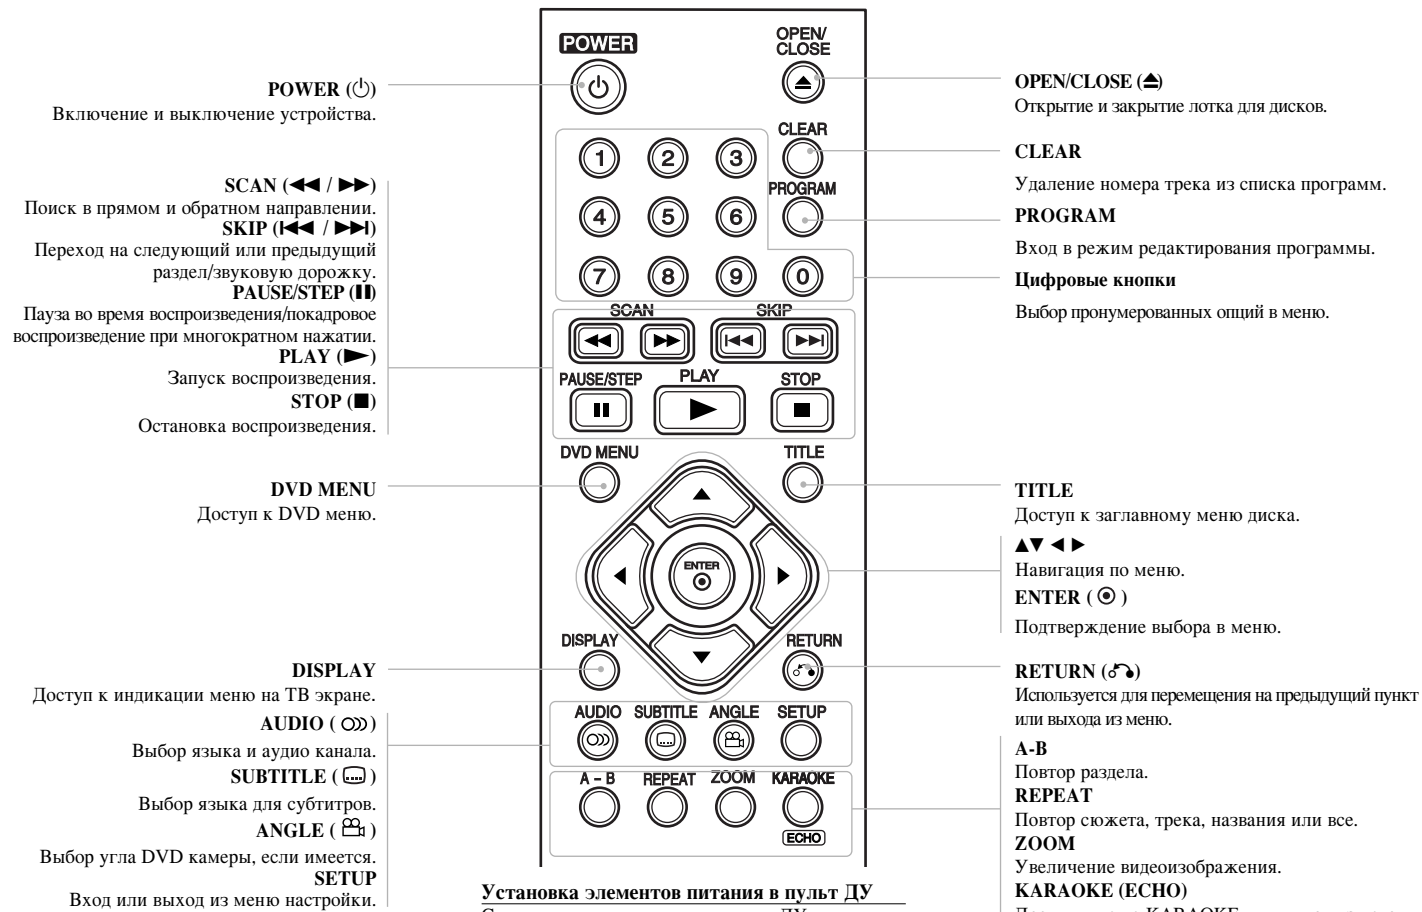 POWER (⏻)
Включение и выключение устройства.
SCAN (◀◀ / ▶▶)
Поиск в прямом и обратном направлении.
SKIP (I◀◀ / ▶▶I)
Переход на следующий или предыдущий
раздел/звуковую дорожку.
PAUSE/STEP (II)
Пауза во время воспроизведения/покадровое
воспроизведение при многократном нажатии.
PLAY (▶)
Запуск воспроизведения.
STOP (■)
Остановка воспроизведения.
DVD MENU
Доступ к DVD меню.
DISPLAY
Доступ к индикации меню на ТВ экране.
AUDIO ( )
Выбор языка и аудио канала.
SUBTITLE ( )
Выбор языка для субтитров.
ANGLE ( )
Выбор угла DVD камеры, если имеется.
SETUP
Вход или выход из меню настройки.
POWER
OPEN/
CLOSE
CLEAR
1 2 3
PROGRAM
4 5 6
7 8 9 0
SCAN SKIP
PAUSE/STEP PLAY STOP
DVD MENU TITLE
ENTER
DISPLAY RETURN
AUDIO SUBTITLE ANGLE SETUP
A – B REPEAT ZOOM KARAOKE
ECHO
Установка элементов питания в пульт ДУ
OPEN/CLOSE (⏏)
Открытие и закрытие лотка для дисков.
CLEAR
Удаление номера трека из списка программ.
PROGRAM
Вход в режим редактирования программы.
Цифровые кнопки
Выбор пронумерованных опций в меню.
TITLE
Доступ к заглавному меню диска.
▲▼ ◀ ▶
Навигация по меню.
ENTER ( ⦿ )
Подтверждение выбора в меню.
RETURN ( )
Используется для перемещения на предыдущий пункт
или выхода из меню.
A-B
Повтор раздела.
REPEAT
Повтор сюжета, трека, названия или все.
ZOOM
Увеличение видеоизображения.
KARAOKE (ECHO)